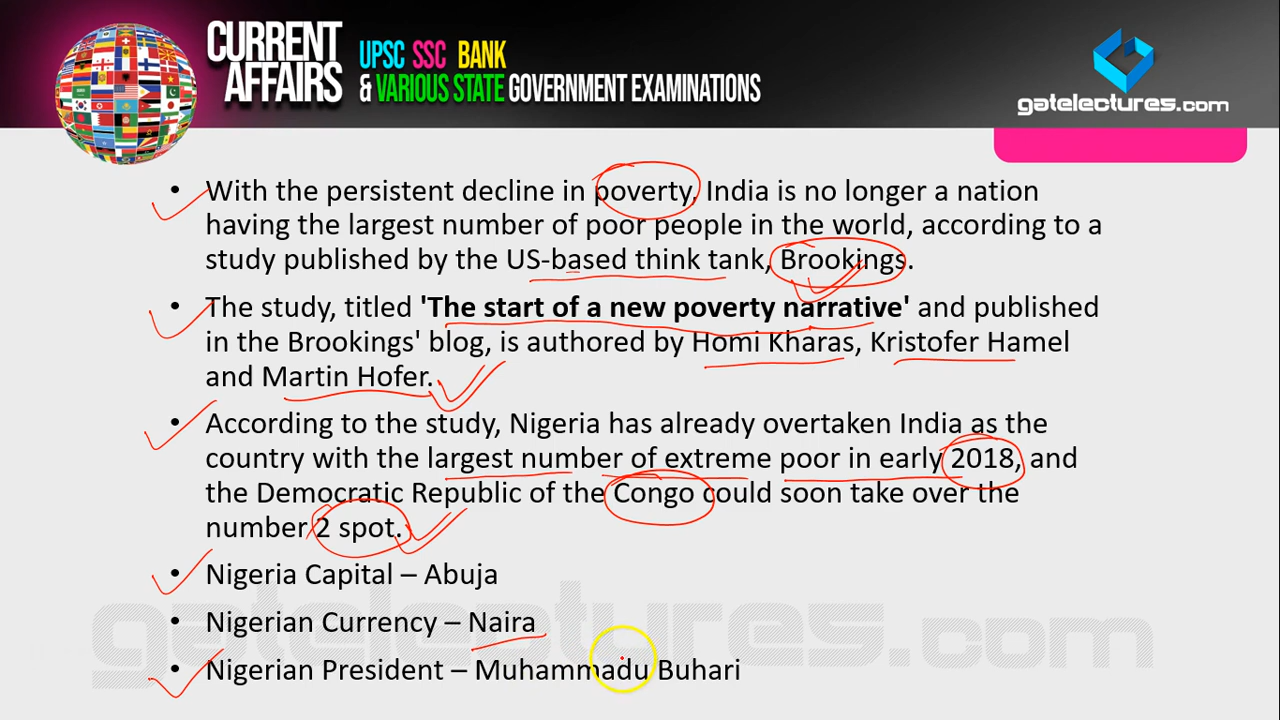 CURRENT
AFFAIRS
UPSC SSC BANK
& VARIOUS STATE GOVERNMENT EXAMINATIONS
gatelectures.com
• With the persistent decline in poverty, India is no longer a nation
having the largest number of poor people in the world, according to a
study published by the US-based think tank, Brookings.
• The study, titled 'The start of a new poverty narrative' and published
in the Brookings' blog, is authored by Homi Kharas, Kristofer Hamel
and Martin Hofer.
• According to the study, Nigeria has already overtaken India as the
country with the largest number of extreme poor in early 2018, and
the Democratic Republic of the Congo could soon take over the
number 2 spot.
• Nigeria Capital – Abuja
• Nigerian Currency – Naira
• Nigerian President – Muhammadu Buhari
gatelectures.com